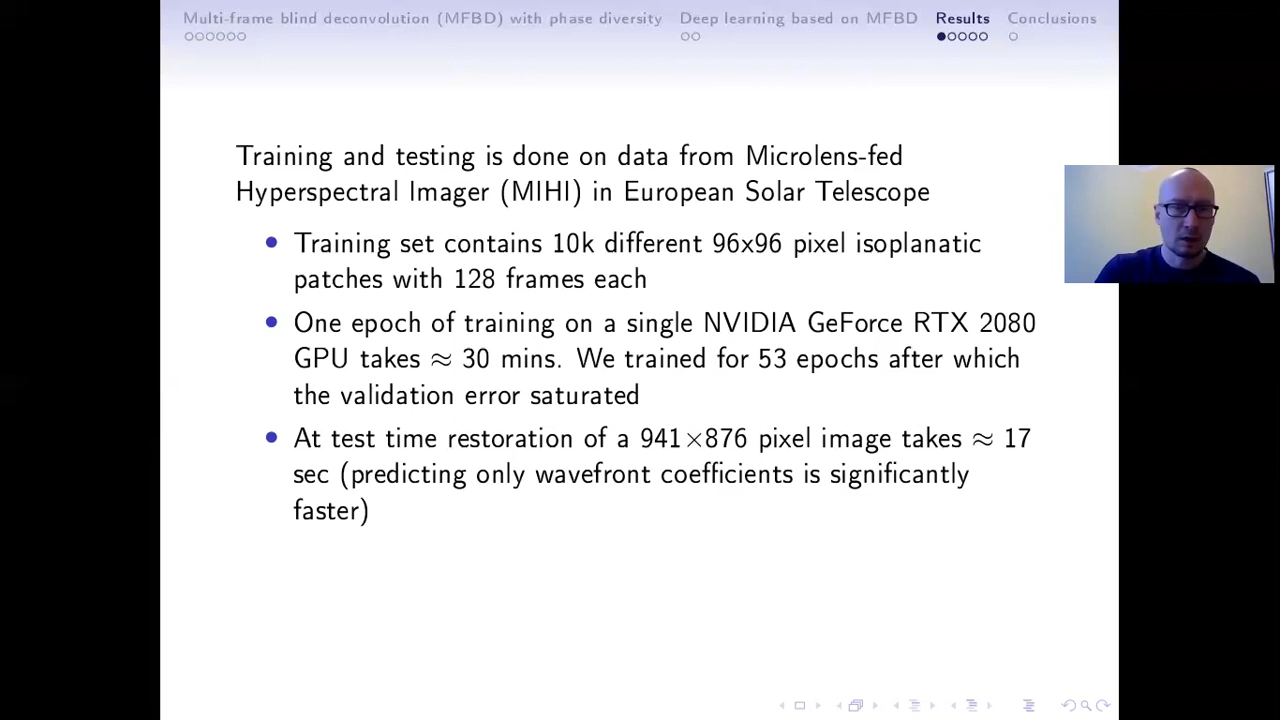 Multi-frame blind deconvolution (MFBD) with phase diversity Deep learning based on MFBD Results Conclusions
Training and testing is done on data from Microlens-fed
Hyperspectral Imager (MIHI) in European Solar Telescope
• Training set contains 10k different 96x96 pixel isoplanatic
patches with 128 frames each
• One epoch of training on a single NVIDIA GeForce RTX 2080
GPU takes ≈ 30 mins. We trained for 53 epochs after which
the validation error saturated
• At test time restoration of a 941×876 pixel image takes ≈ 17
sec (predicting only wavefront coefficients is significantly
faster)